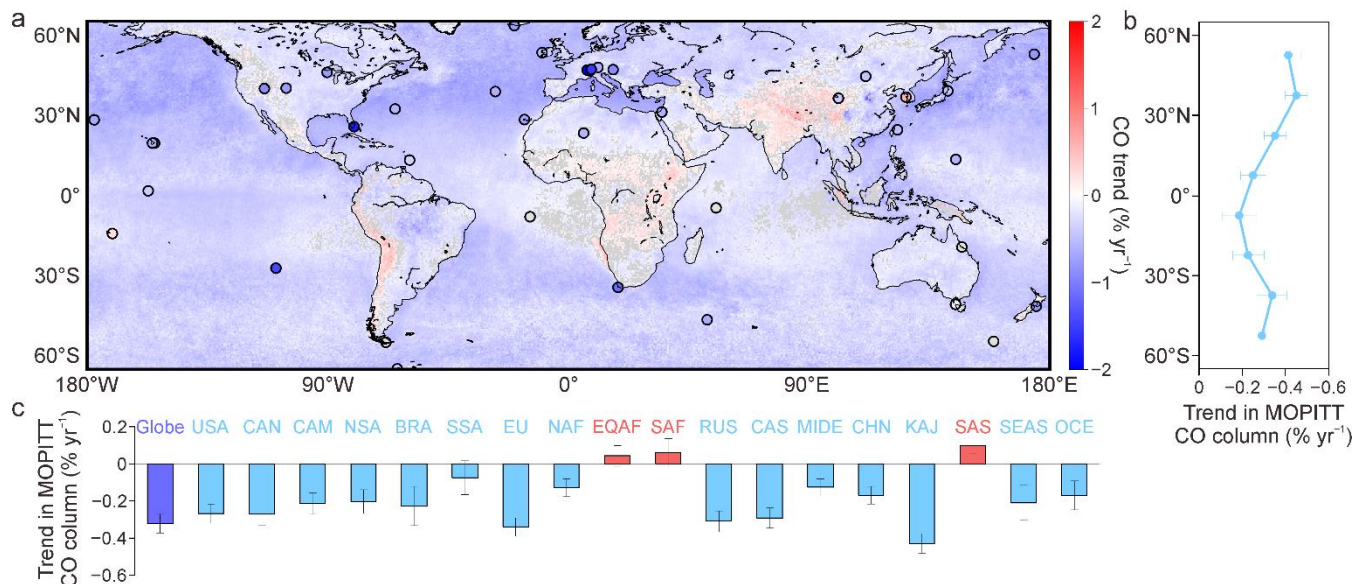 a
b
60°N
30°N
0°
30°S
60°S
180°W
90°W
0°
90°E
180°E
2
1
0
−1
−2
CO trend (% yr⁻¹)
60°N
30°N
0°
30°S
60°S
0
−0.2
−0.4
−0.6
Trend in MOPITT
CO column (% yr⁻¹)
c
Globe USA CAN CAM NSA BRA SSA EU NAF EQAF SAF RUS CAS MIDE CHN KAJ SAS SEAS OCE
0.2
0
−0.2
−0.4
−0.6
Trend in MOPITT
CO column (% yr⁻¹)